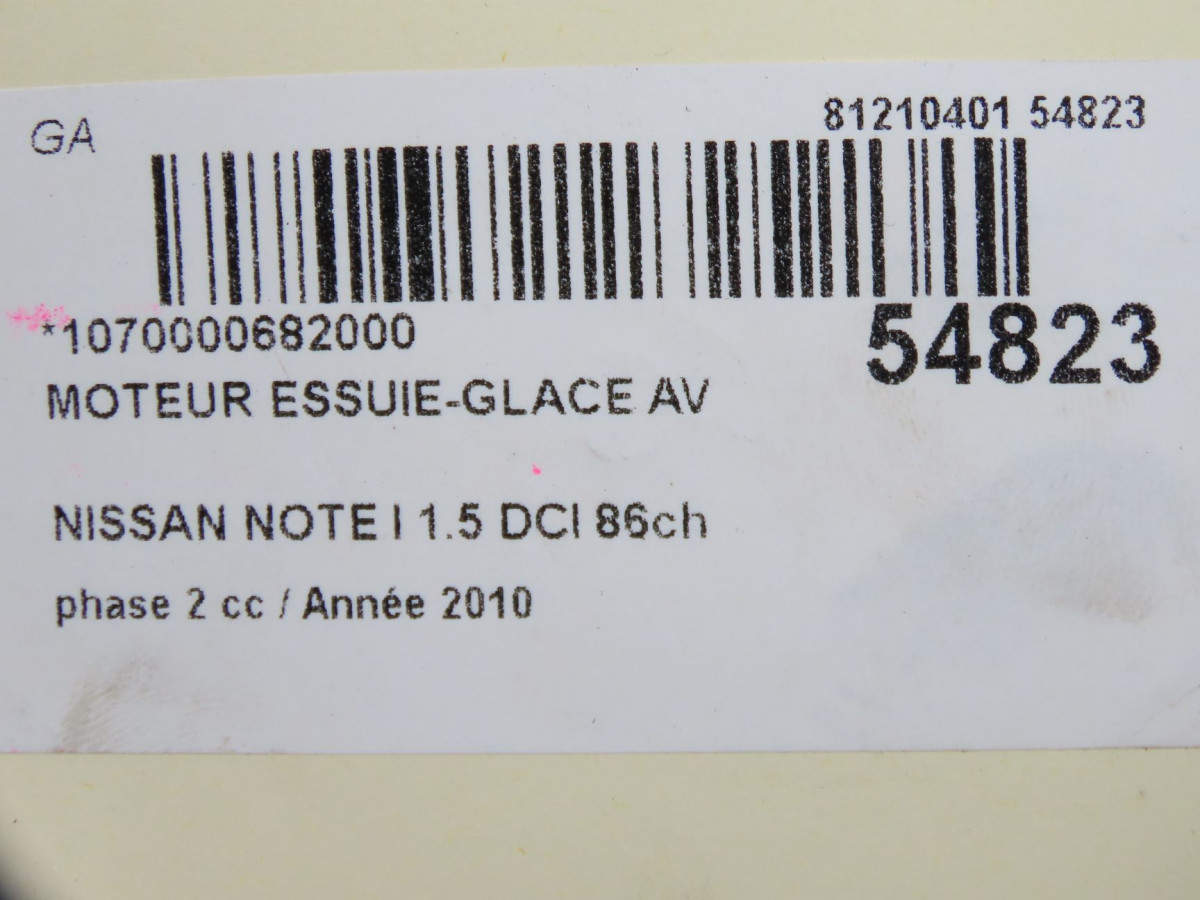 GA
81210401 54823
*1070000682000
54823
MOTEUR ESSUIE-GLACE AV
NISSAN NOTE I 1.5 DCI 86ch
phase 2 cc / Année 2010